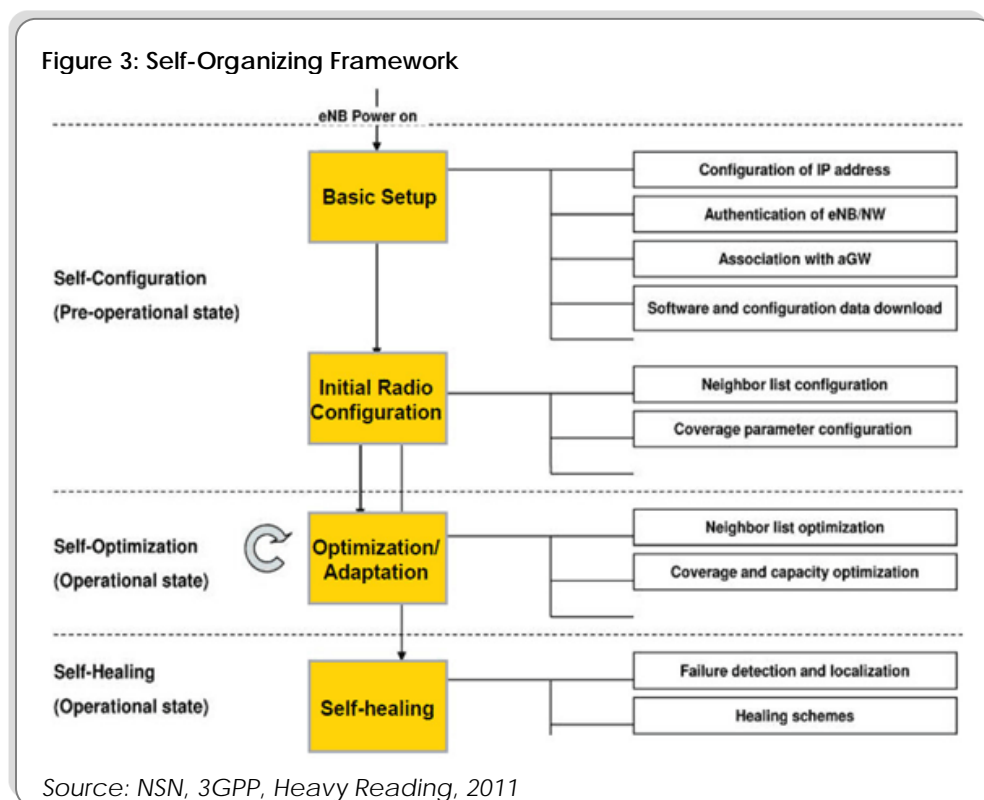 Figure 3: Self-Organizing Framework
eNB Power on
Basic Setup
Configuration of IP address
Authentication of eNB/NW
Association with aGW
Software and configuration data download
Self-Configuration
(Pre-operational state)
Initial Radio
Configuration
Neighbor list configuration
Coverage parameter configuration
Self-Optimization
(Operational state)
Optimization/
Adaptation
Neighbor list optimization
Coverage and capacity optimization
Self-Healing
(Operational state)
Self-healing
Failure detection and localization
Healing schemes
Source: NSN, 3GPP, Heavy Reading, 2011